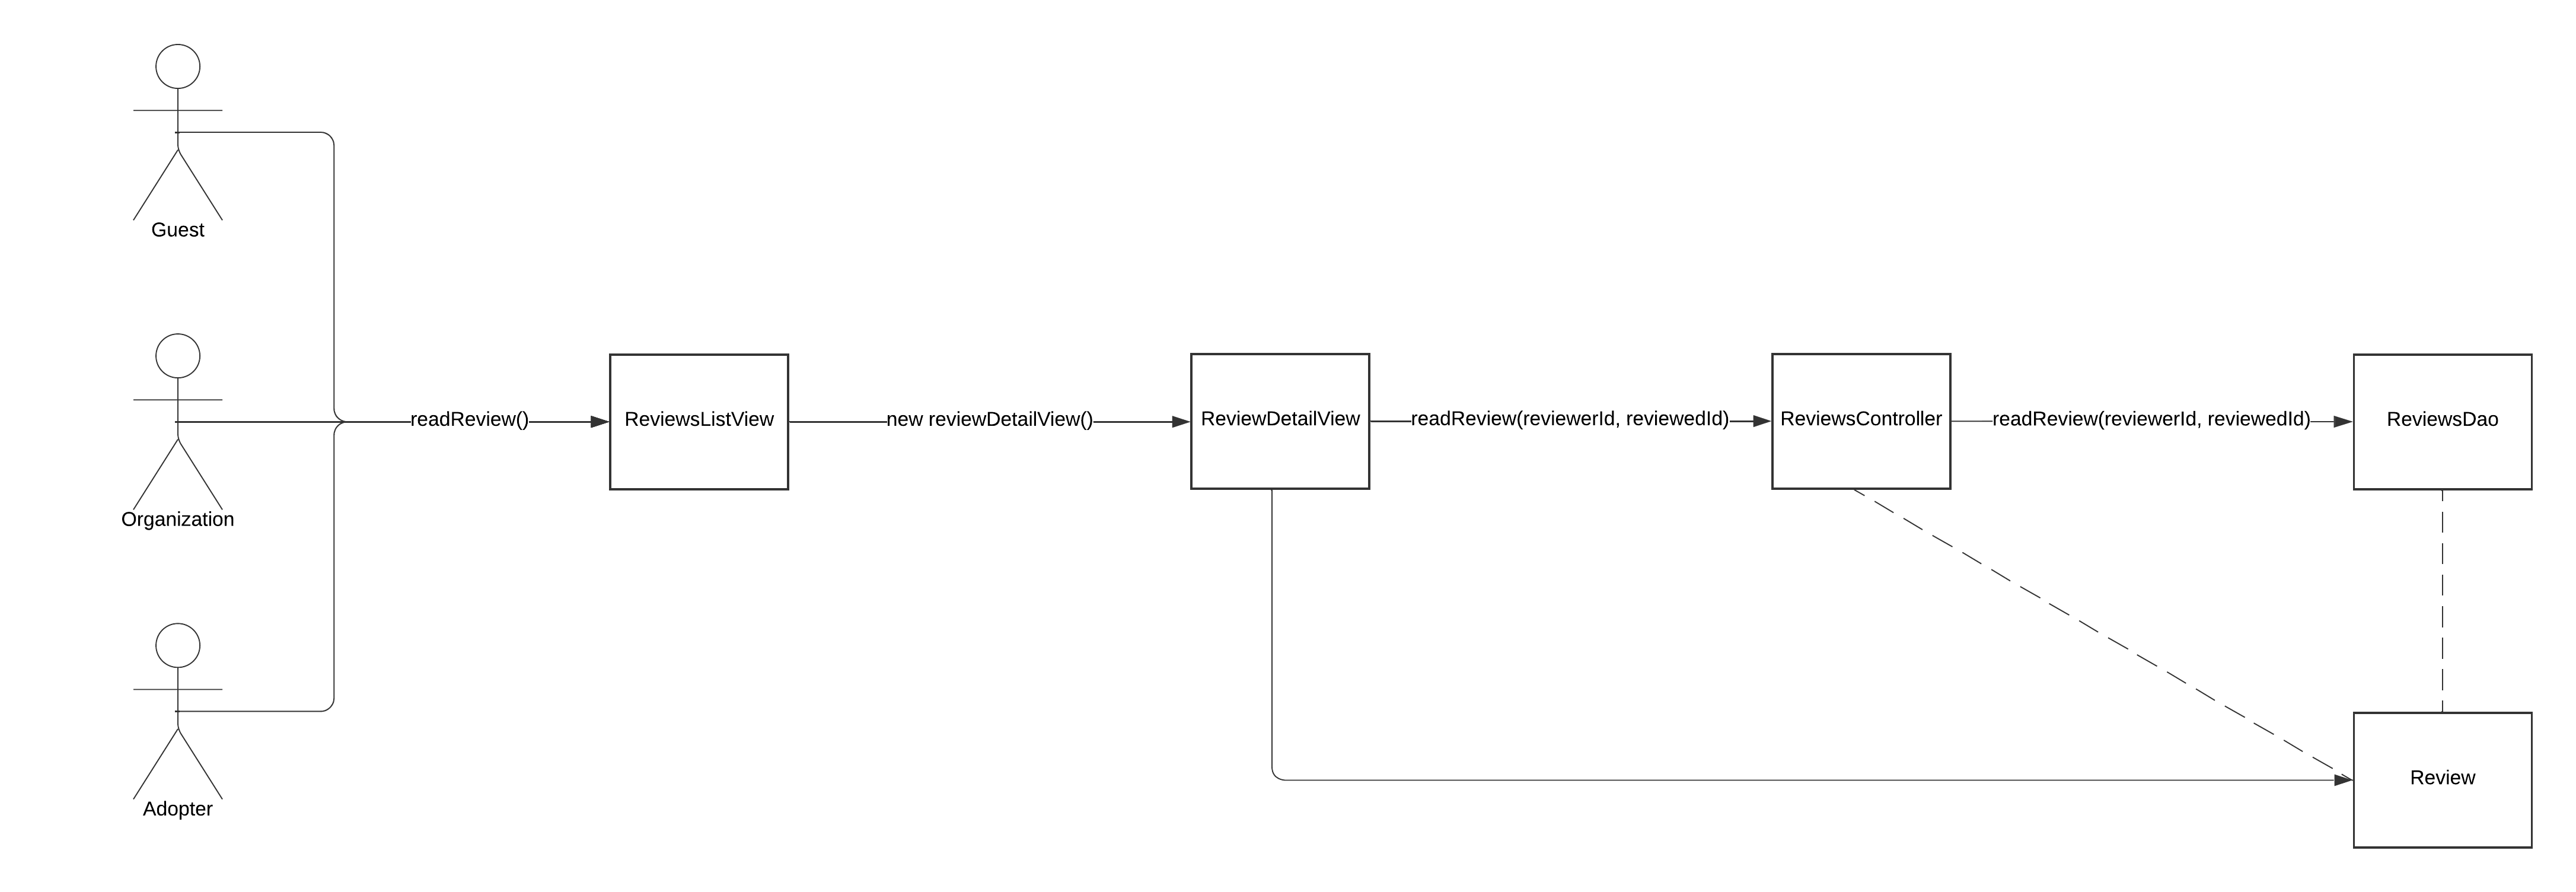 Guest
Organization
Adopter
readReview()
ReviewsListView
new reviewDetailView()
ReviewDetailView
readReview(reviewerId, reviewedId)
ReviewsController
readReview(reviewerId, reviewedId)
ReviewsDao
Review